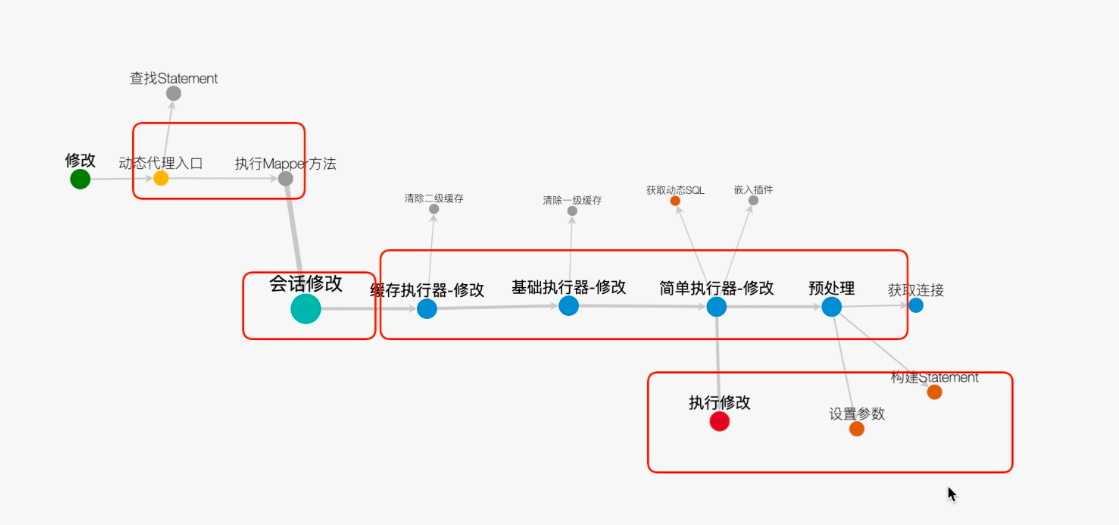 查找Statement
修改
动态代理入口
执行Mapper方法
清除二级缓存
清除一级缓存
获取动态SQL
嵌入插件
会话修改
缓存执行器-修改
基础执行器-修改
简单执行器-修改
预处理
获取连接
构建Statement
执行修改
设置参数